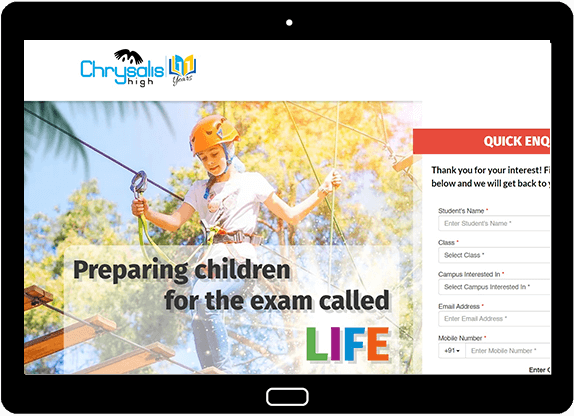 Chrysalis
high
11
Years
QUICK ENQ
Thank you for your interest! Fi
below and we will get back to y
Student's Name *
Enter Student's Name *
Class *
Select Class *
Campus Interested In *
Select Campus Interested In *
Email Address *
Enter Email Address *
Mobile Number *
+91 Enter Mobile Number *
Enter C
Preparing children
for the exam called
LIFE